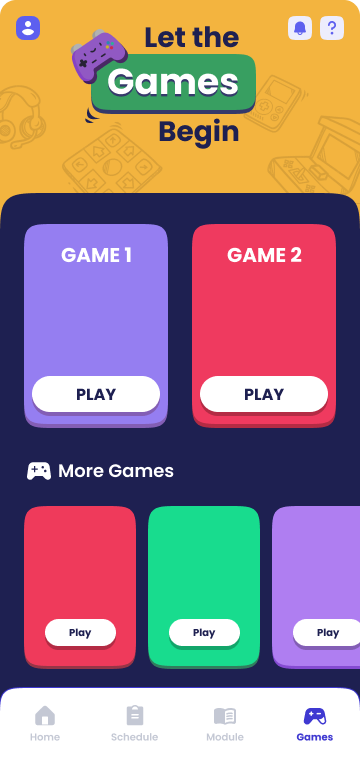 Let the
Games
Begin
GAME 1
GAME 2
PLAY
PLAY
More Games
Play
Play
Play
Home
Schedule
Module
Games